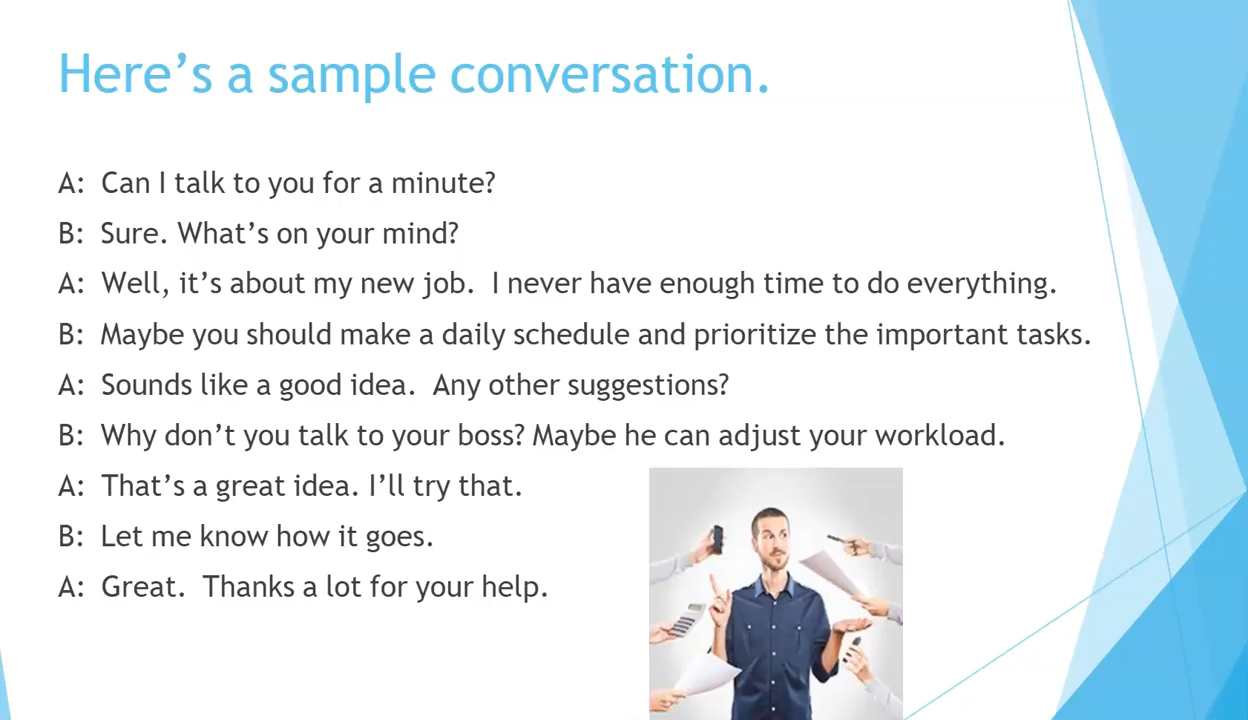 Here’s a sample conversation.
A: Can I talk to you for a minute?
B: Sure. What’s on your mind?
A: Well, it’s about my new job. I never have enough time to do everything.
B: Maybe you should make a daily schedule and prioritize the important tasks.
A: Sounds like a good idea. Any other suggestions?
B: Why don’t you talk to your boss? Maybe he can adjust your workload.
A: That’s a great idea. I’ll try that.
B: Let me know how it goes.
A: Great. Thanks a lot for your help.